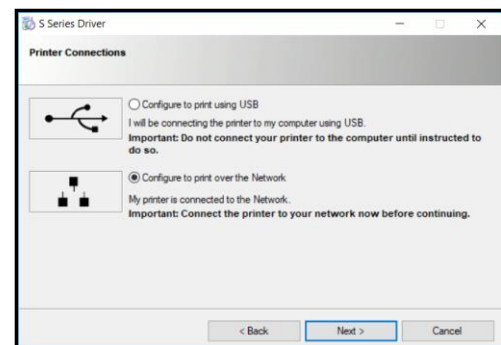 S Series Driver
Printer Connections
Configure to print using USB
I will be connecting the printer to my computer using USB.
Important: Do not connect your printer to the computer until instructed to
do so.
Configure to print over the Network
My printer is connected to the Network.
Important: Connect the printer to your network now before continuing.
< Back Next > Cancel